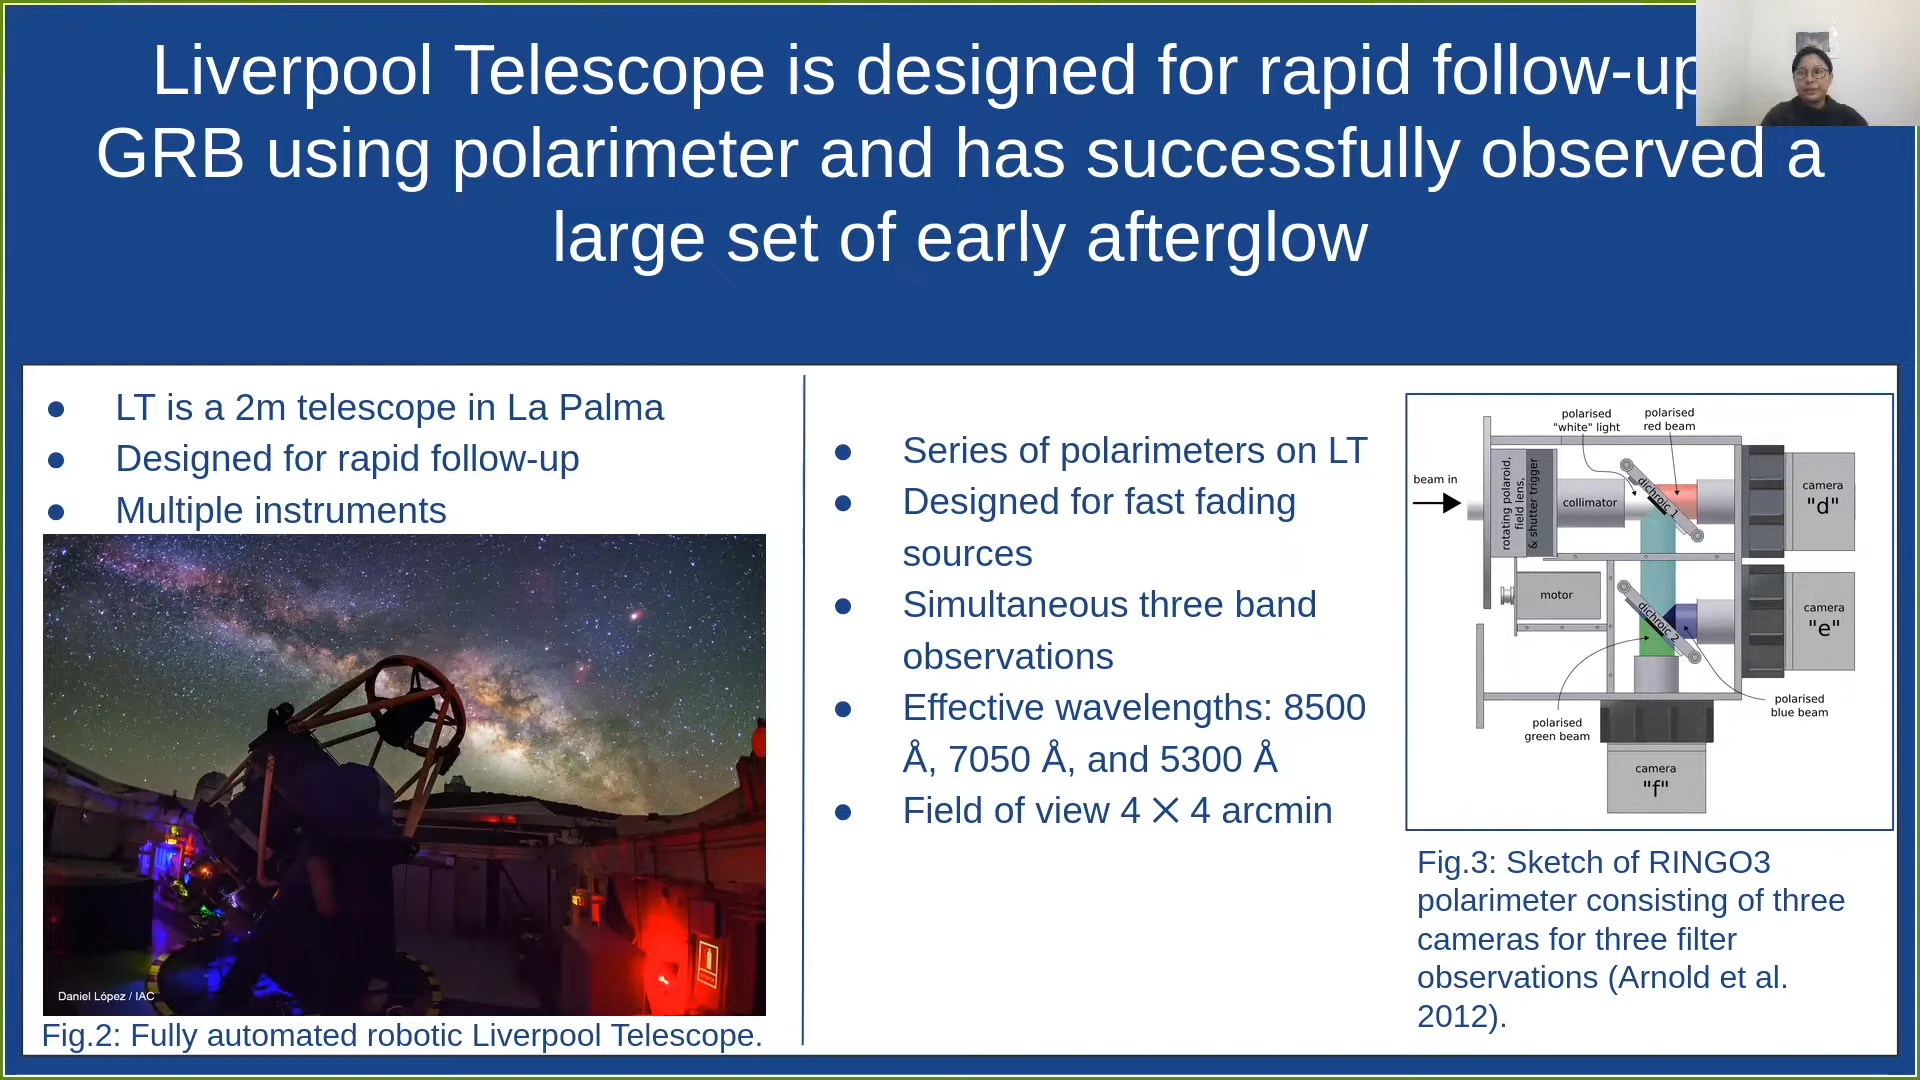 Liverpool Telescope is designed for rapid follow-up
GRB using polarimeter and has successfully observed a
large set of early afterglow
● LT is a 2m telescope in La Palma
● Designed for rapid follow-up
● Multiple instruments
Daniel López / IAC
Fig.2: Fully automated robotic Liverpool Telescope.
● Series of polarimeters on LT
● Designed for fast fading
sources
● Simultaneous three band
observations
● Effective wavelengths: 8500
Å, 7050 Å, and 5300 Å
● Field of view 4 ✕ 4 arcmin
polarised
"white" light
polarised
red beam
beam in
rotating polaroid,
field lens,
& shutter trigger
collimator
dichroic 1
camera
"d"
motor
dichroic 2
camera
"e"
polarised
blue beam
polarised
green beam
camera
"f"
Fig.3: Sketch of RINGO3
polarimeter consisting of three
cameras for three filter
observations (Arnold et al.
2012).